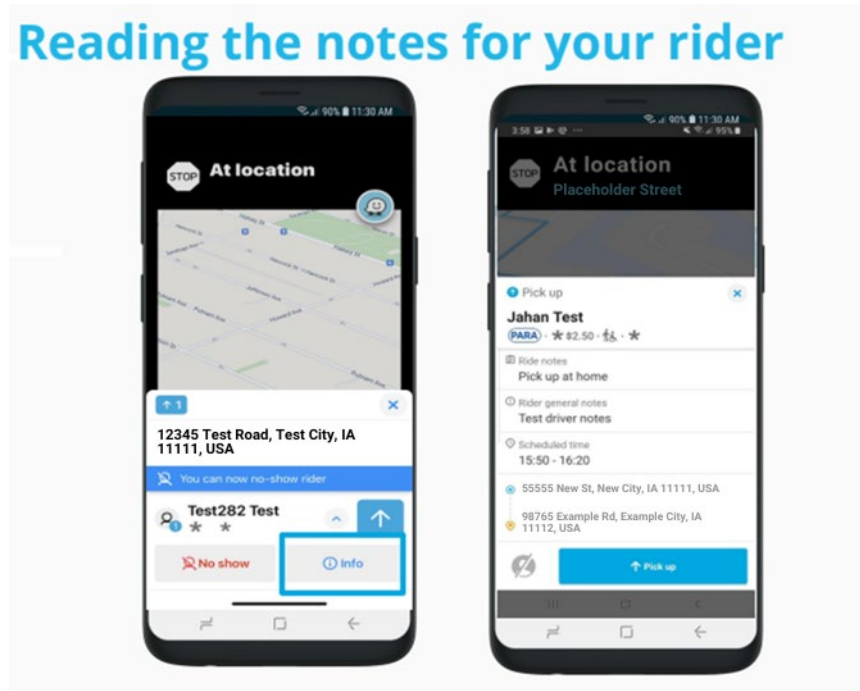 Reading the notes for your rider
90% 11:30 AM
STOP
At location
↑ 1
12345 Test Road, Test City, IA
11111, USA
You can now no-show rider
Test282 Test
1
No show
Info
90% 11:30 AM
3:58 95%
STOP
At location
Placeholder Street
Pick up
Jahan Test
PARA · * $2.50 · · *
Ride notes
Pick up at home
Rider general notes
Test driver notes
Scheduled time
15:50 - 16:20
55555 New St, New City, IA 11111, USA
98765 Example Rd, Example City, IA
11112, USA
↑ Pick up